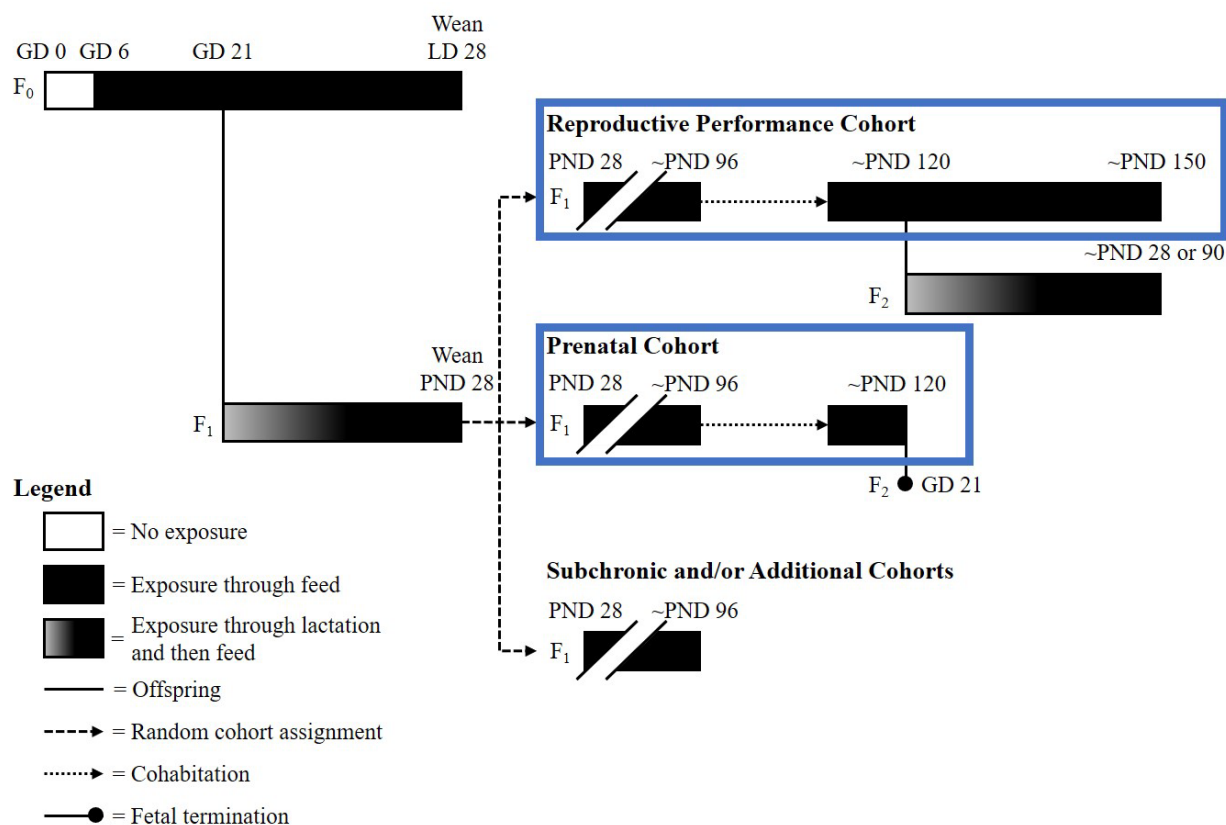 Wean
GD 0 GD 6 GD 21 LD 28
F0
Reproductive Performance Cohort
PND 28 ~PND 96 ~PND 120 ~PND 150
F1
~PND 28 or 90
F2
Prenatal Cohort
Wean
PND 28
PND 28 ~PND 96 ~PND 120
F1
F1
Legend
F2 GD 21
= No exposure
= Exposure through feed
= Exposure through lactation
and then feed
Subchronic and/or Additional Cohorts
PND 28 ~PND 96
F1
= Offspring
= Random cohort assignment
= Cohabitation
= Fetal termination